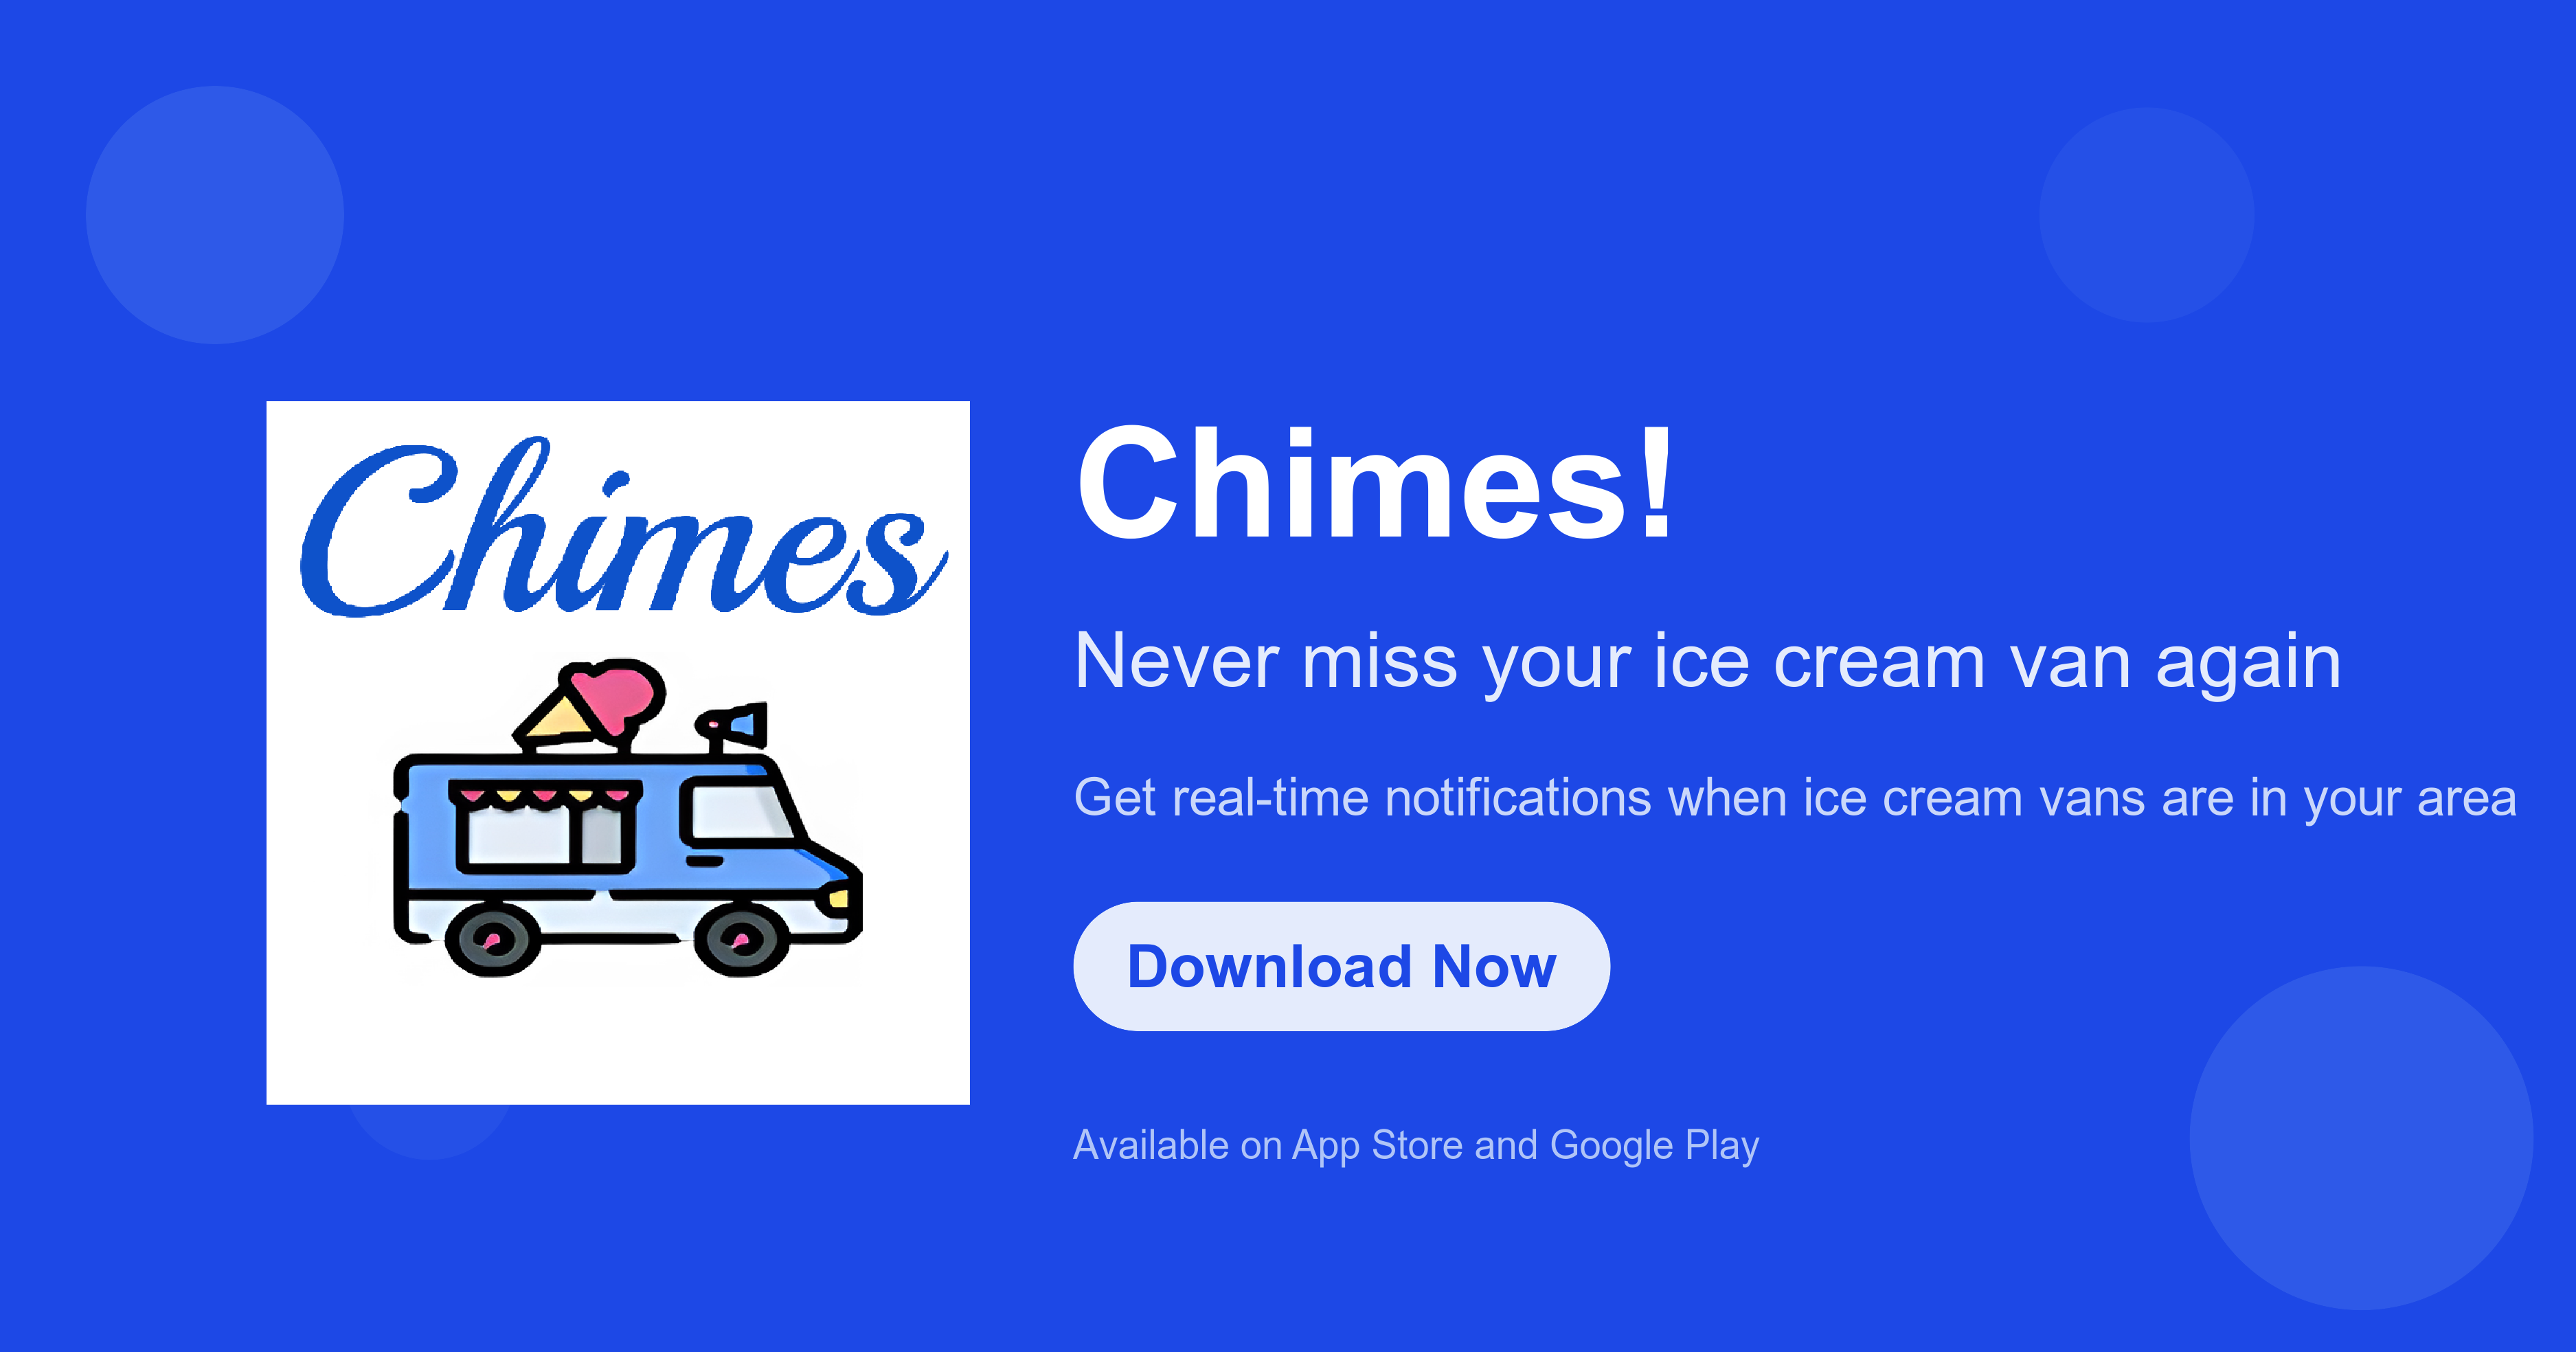 Chimes
Chimes!
Never miss your ice cream van again
Get real-time notifications when ice cream vans are in your area
Download Now
Available on App Store and Google Play